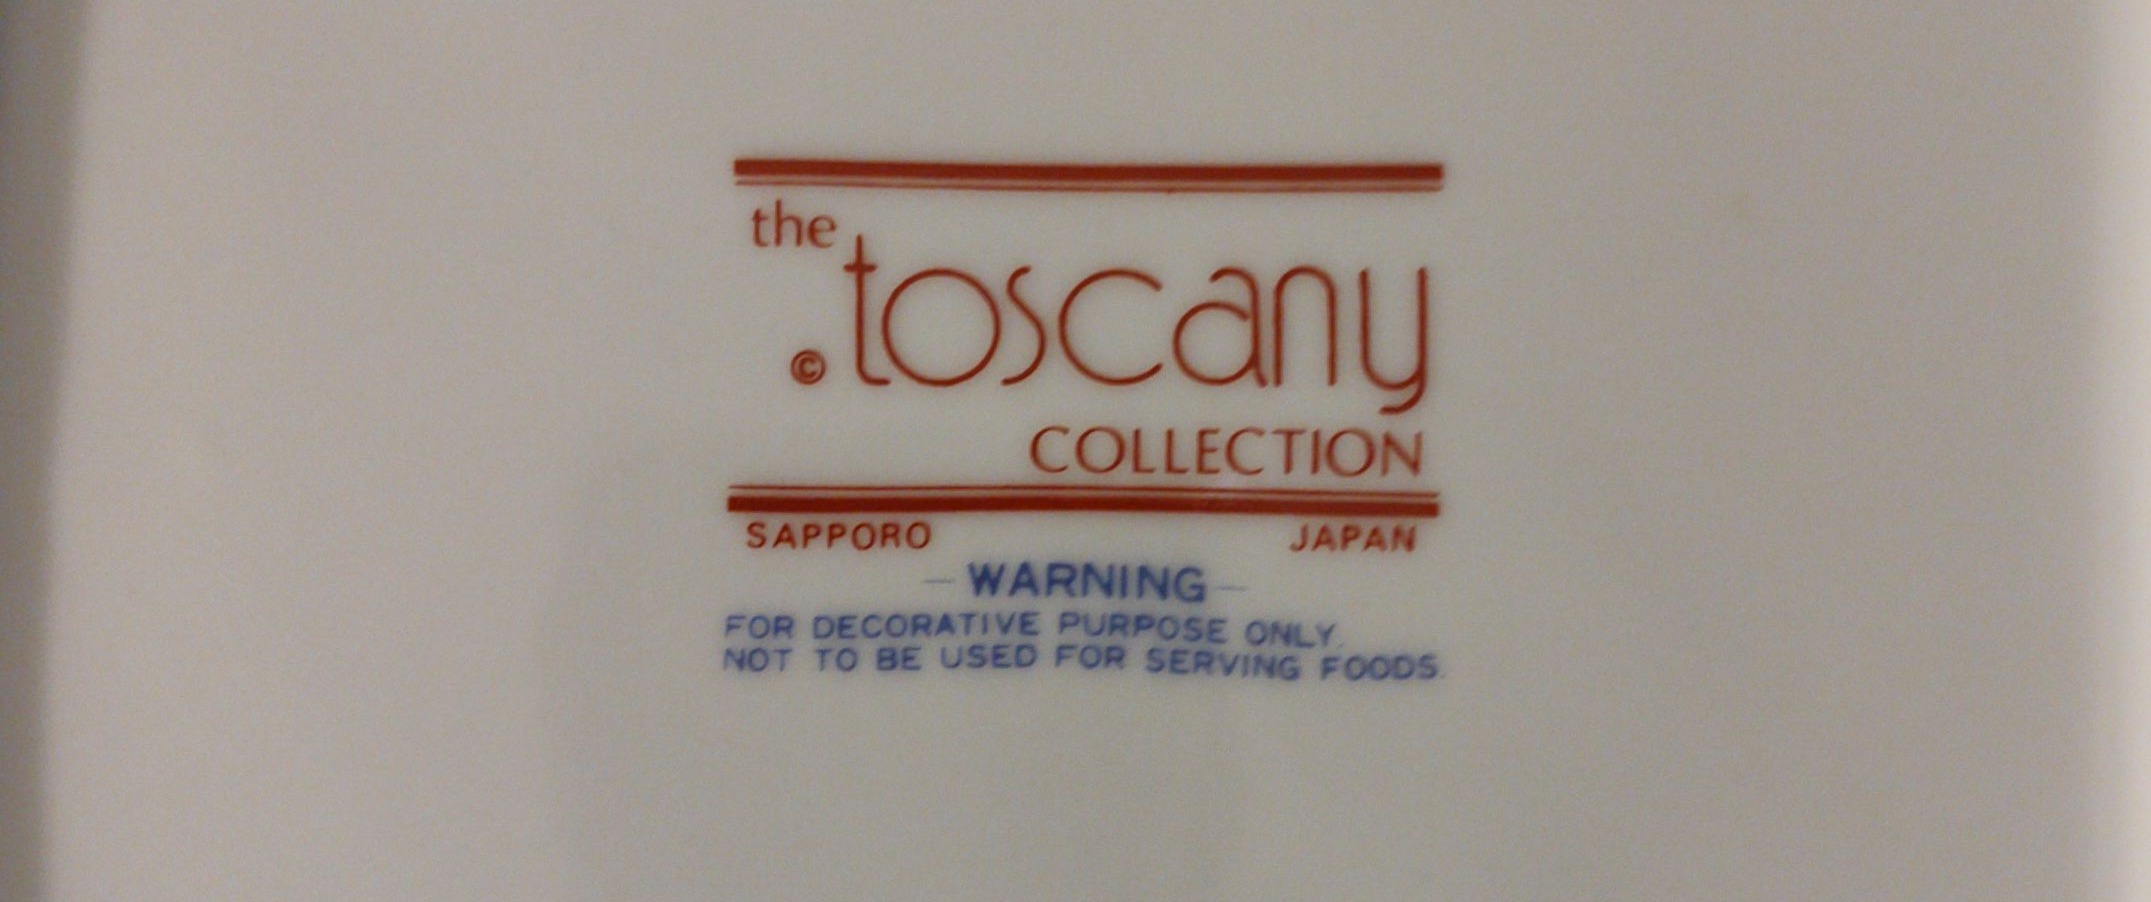 the
© toscany
COLLECTION
SAPPORO JAPAN
- WARNING -
FOR DECORATIVE PURPOSE ONLY.
NOT TO BE USED FOR SERVING FOODS.